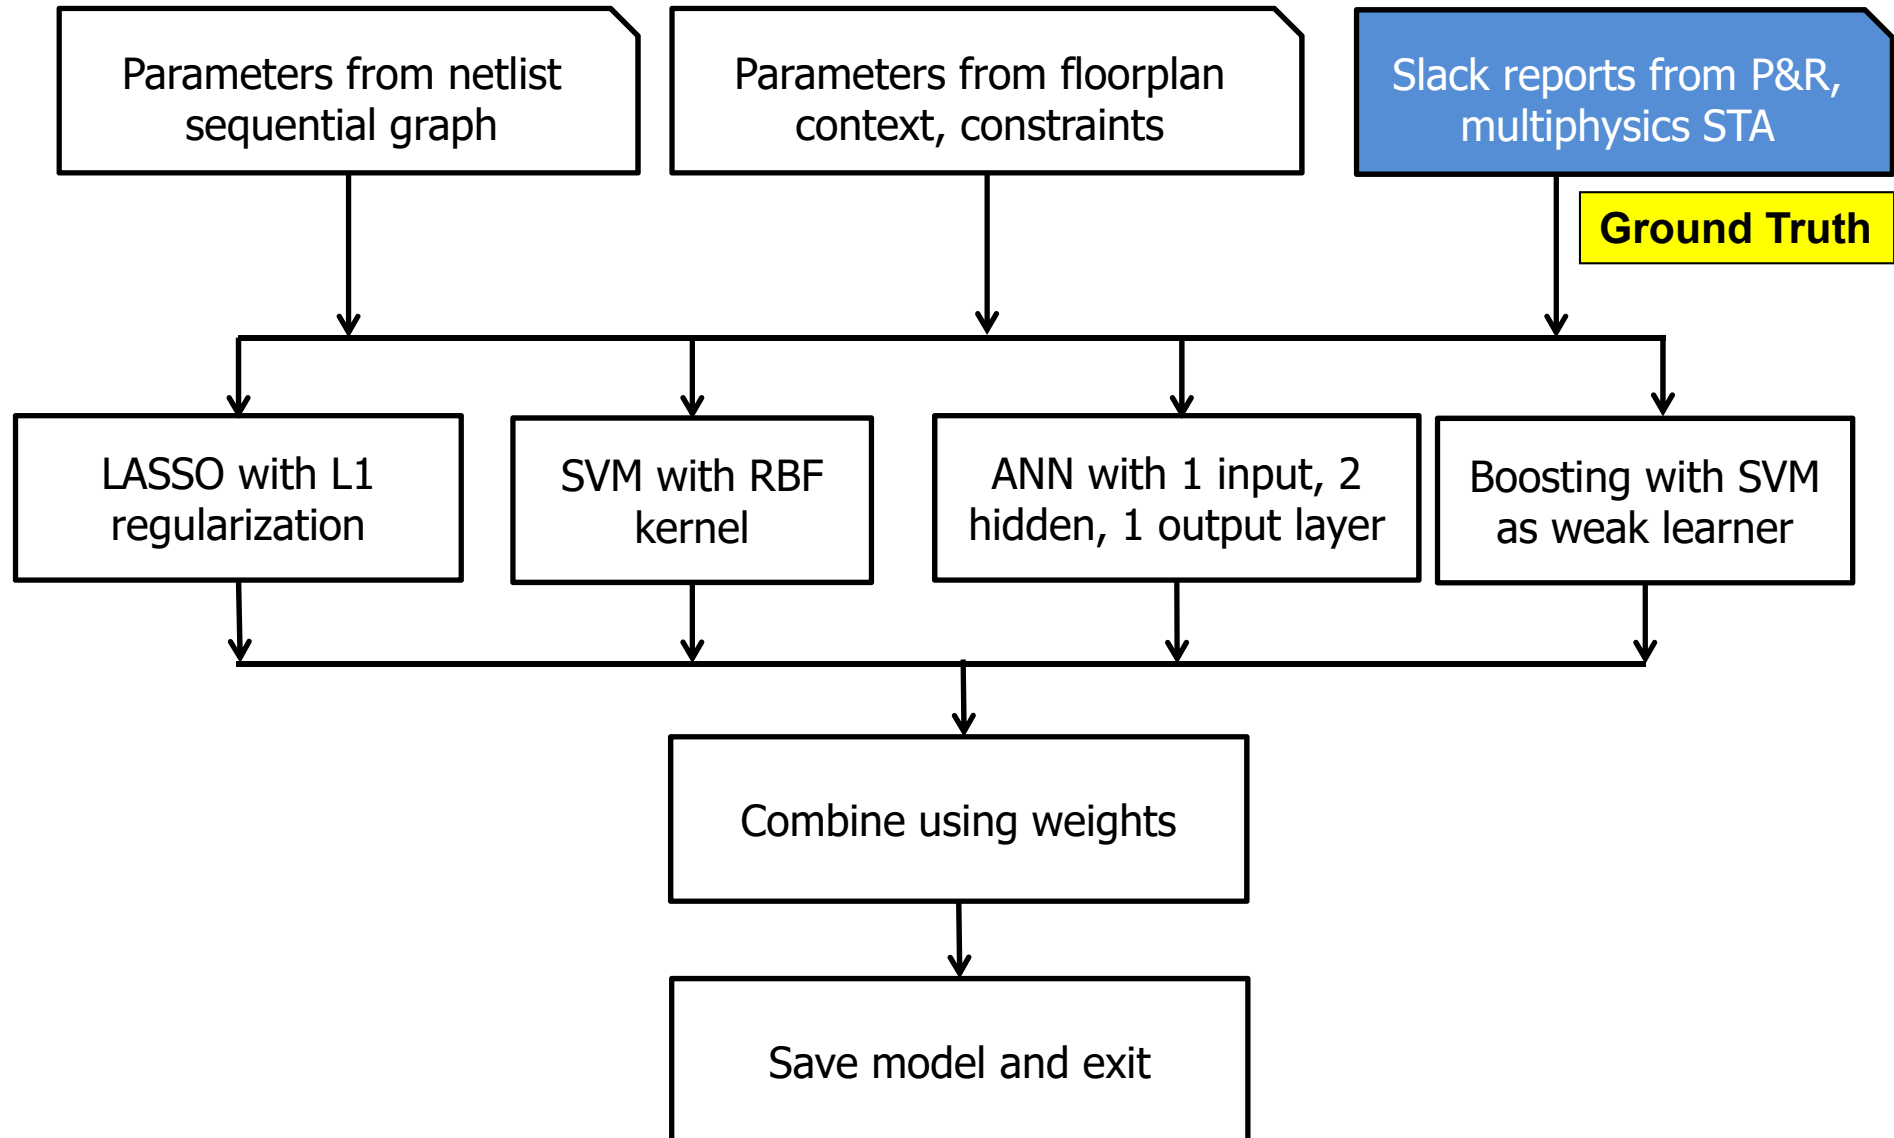 Parameters from netlist
sequential graph
Parameters from floorplan
context, constraints
Slack reports from P&R,
multiphysics STA
Ground Truth
LASSO with L1
regularization
SVM with RBF
kernel
ANN with 1 input, 2
hidden, 1 output layer
Boosting with SVM
as weak learner
Combine using weights
Save model and exit